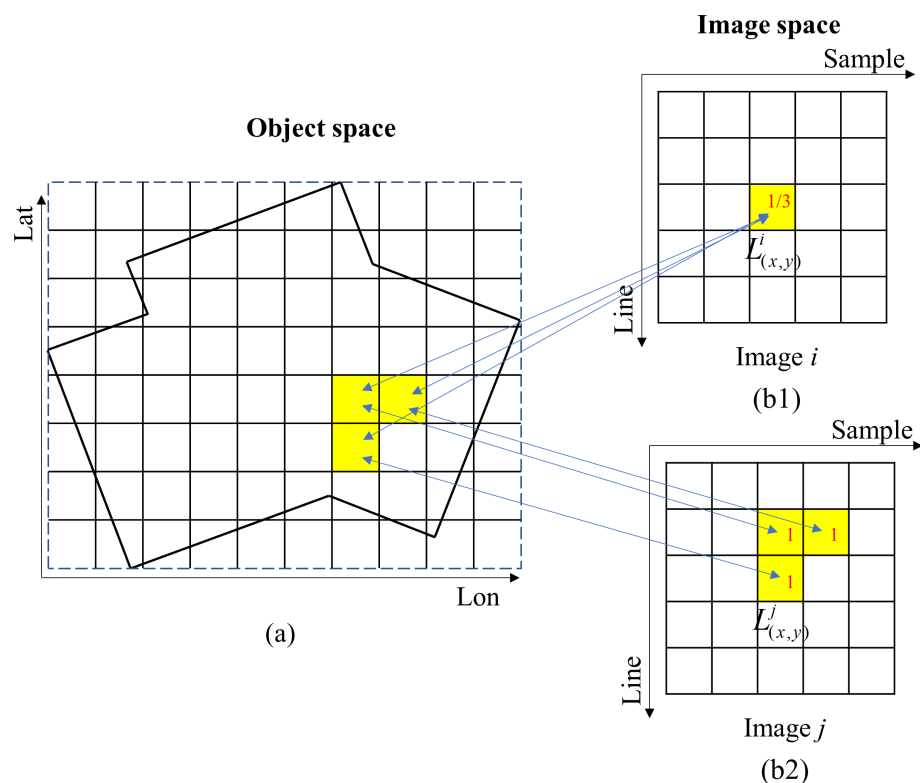 Object space
Lat
Lon
(a)
Image space
Sample
Line
1/3
L^i_(x,y)
Image i
(b1)
Sample
Line
1 1
1
L^j_(x,y)
Image j
(b2)